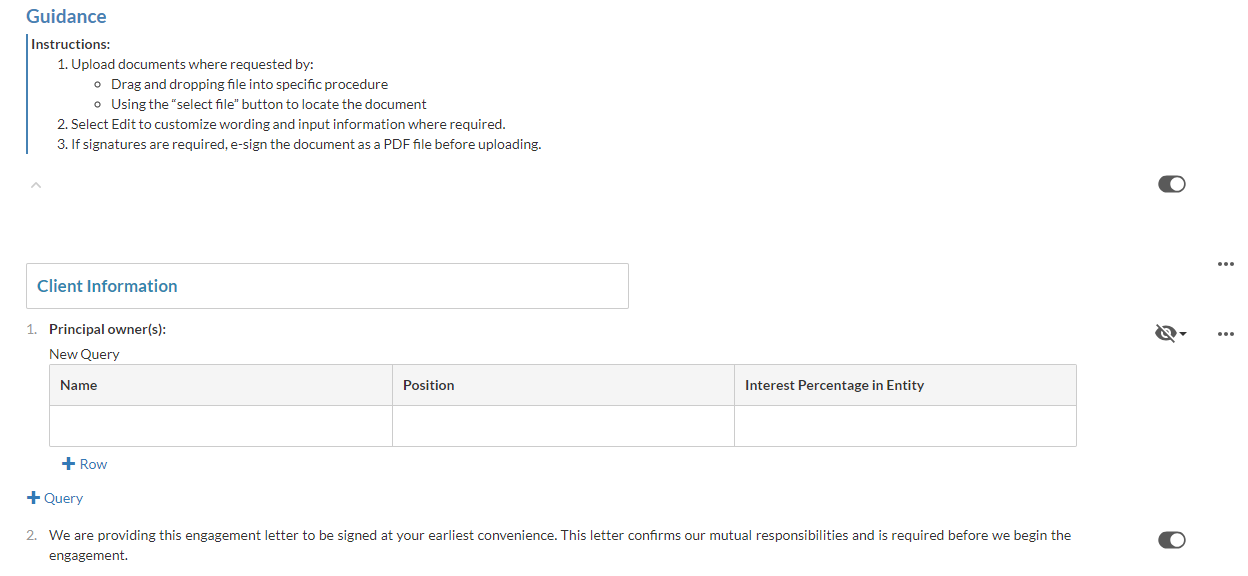 Guidance
Instructions:
1. Upload documents where requested by:
Drag and dropping file into specific procedure
Using the “select file” button to locate the document
2. Select Edit to customize wording and input information where required.
3. If signatures are required, e-sign the document as a PDF file before uploading.
Client Information
1. Principal owner(s):
New Query
Name Position Interest Percentage in Entity
+ Row
+ Query
2. We are providing this engagement letter to be signed at your earliest convenience. This letter confirms our mutual responsibilities and is required before we begin the
engagement.